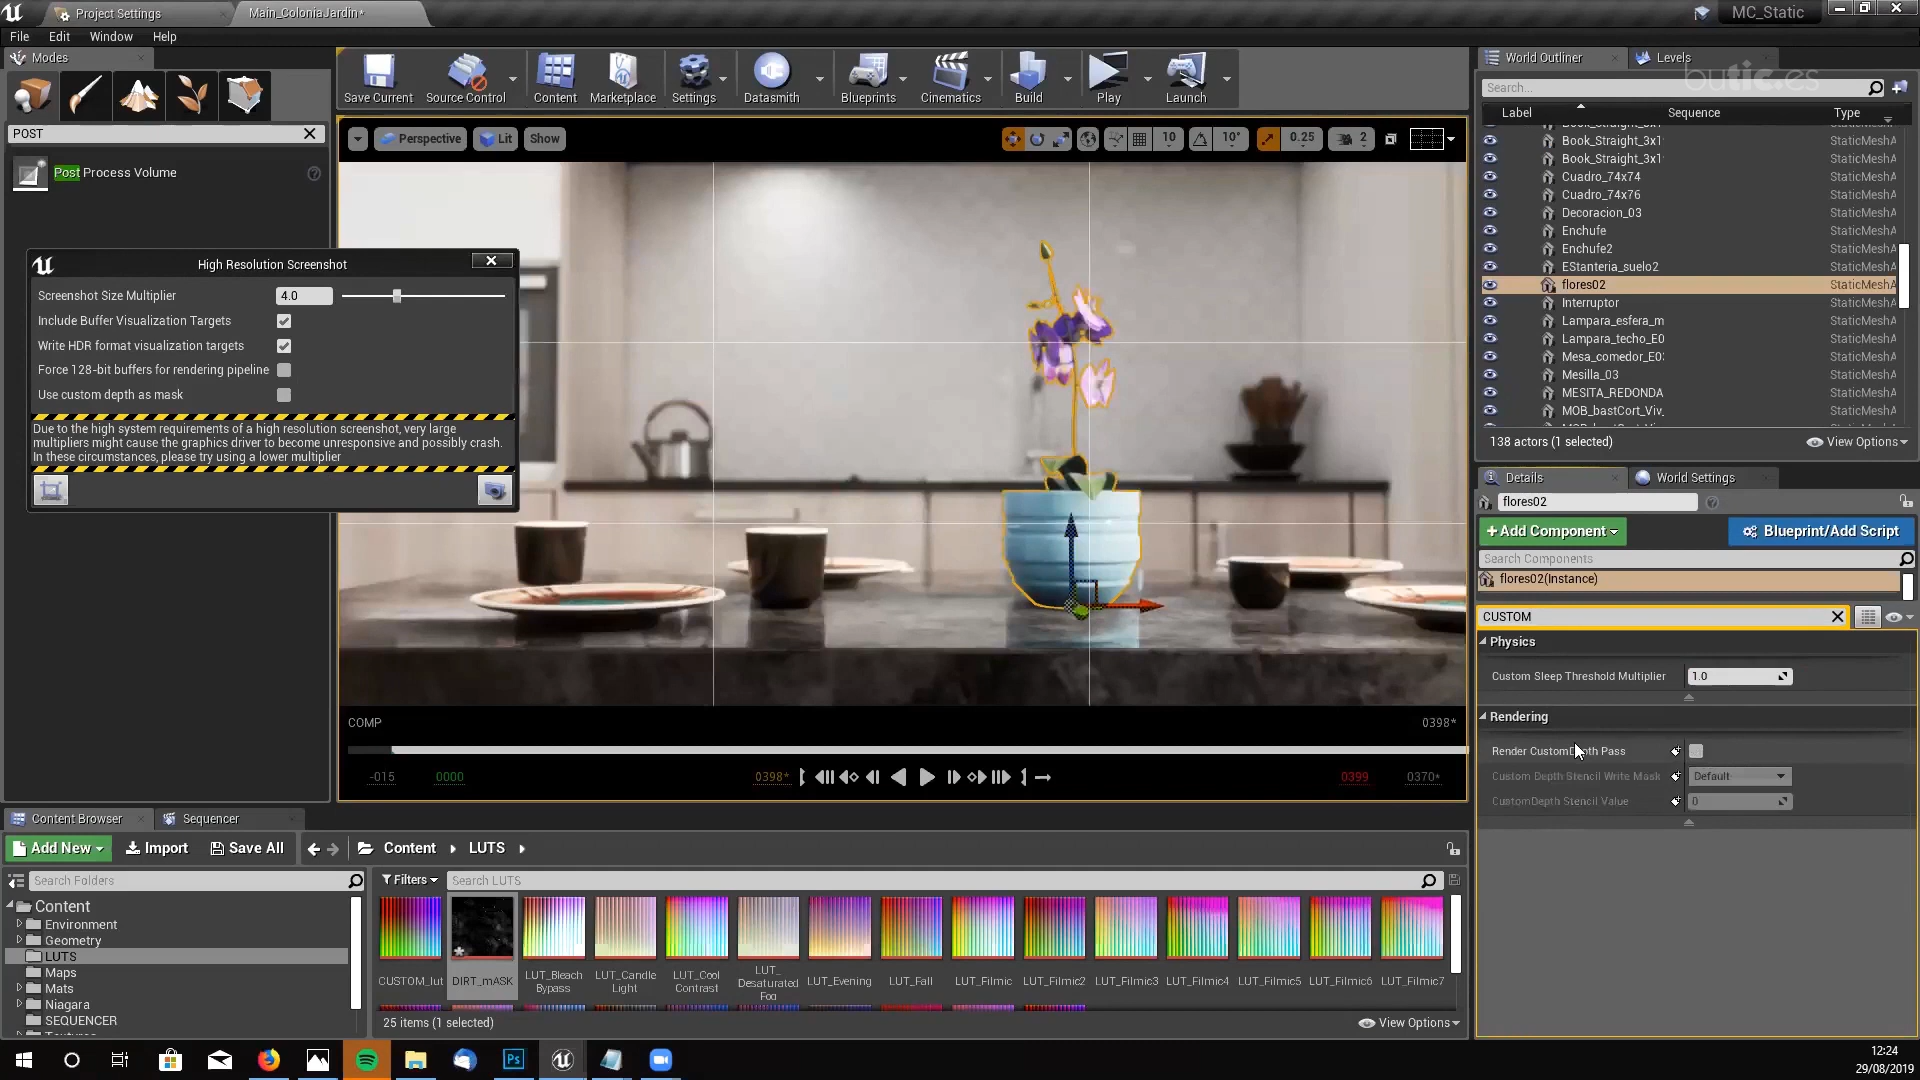 Project Settings
Main_ColoniaJardin*
MC_Static
File
Edit
Window
Help
Modes
POST
Post Process Volume
Save Current
Source Control
Content
Marketplace
Settings
Datasmith
Blueprints
Cinematics
Build
Play
Launch
Perspective
Lit
Show
10
10°
0.25
2
High Resolution Screenshot
Screenshot Size Multiplier
4.0
Include Buffer Visualization Targets
Write HDR format visualization targets
Force 128-bit buffers for rendering pipeline
Use custom depth as mask
Due to the high system requirements of a high resolution screenshot, very large
multipliers might cause the graphics driver to become unresponsive and possibly crash.
In these circumstances, please try using a lower multiplier
COMP
0398*
-015
0000
0398*
0399
0370*
World Outliner
Levels
butic.es
Search...
Label
Sequence
Type
Book_Straight_3x1
StaticMeshA
Book_Straight_3x1
StaticMeshA
Cuadro_74x74
StaticMeshA
Cuadro_74x76
StaticMeshA
Decoracion_03
StaticMeshA
Enchufe
StaticMeshA
Enchufe2
StaticMeshA
EStanteria_suelo2
StaticMeshA
flores02
StaticMeshA
Interruptor
StaticMeshA
Lampara_esfera_m
StaticMeshA
Lampara_techo_E0
StaticMeshA
Mesa_comedor_E0
StaticMeshA
Mesilla_03
StaticMeshA
MESITA_REDONDA
StaticMeshA
MOB_bastCort_Viv_
StaticMeshA
138 actors (1 selected)
View Options
Details
World Settings
flores02
+Add Component
Blueprint/Add Script
Search Components
flores02(Instance)
CUSTOM
Physics
Custom Sleep Threshold Multiplier
1.0
Rendering
Render CustomDepth Pass
Custom Depth Stencil Write Mask
Default
CustomDepth Stencil Value
0
Content Browser
Sequencer
Add New
Import
Save All
Content
LUTS
Search Folders
Filters
Search LUTS
Content
Environment
Geometry
LUTS
Maps
Mats
Niagara
SEQUENCER
CUSTOM_lut
DIRT_mASK
LUT_Bleach
Bypass
LUT_Candle
Light
LUT_Cool
Contrast
LUT_
Desaturated
Fog
LUT_Evening
LUT_Fall
LUT_Filmic
LUT_Filmic2
LUT_Filmic3
LUT_Filmic4
LUT_Filmic5
LUT_Filmic6
LUT_Filmic7
25 items (1 selected)
View Options
Ps
12:24
29/08/2019